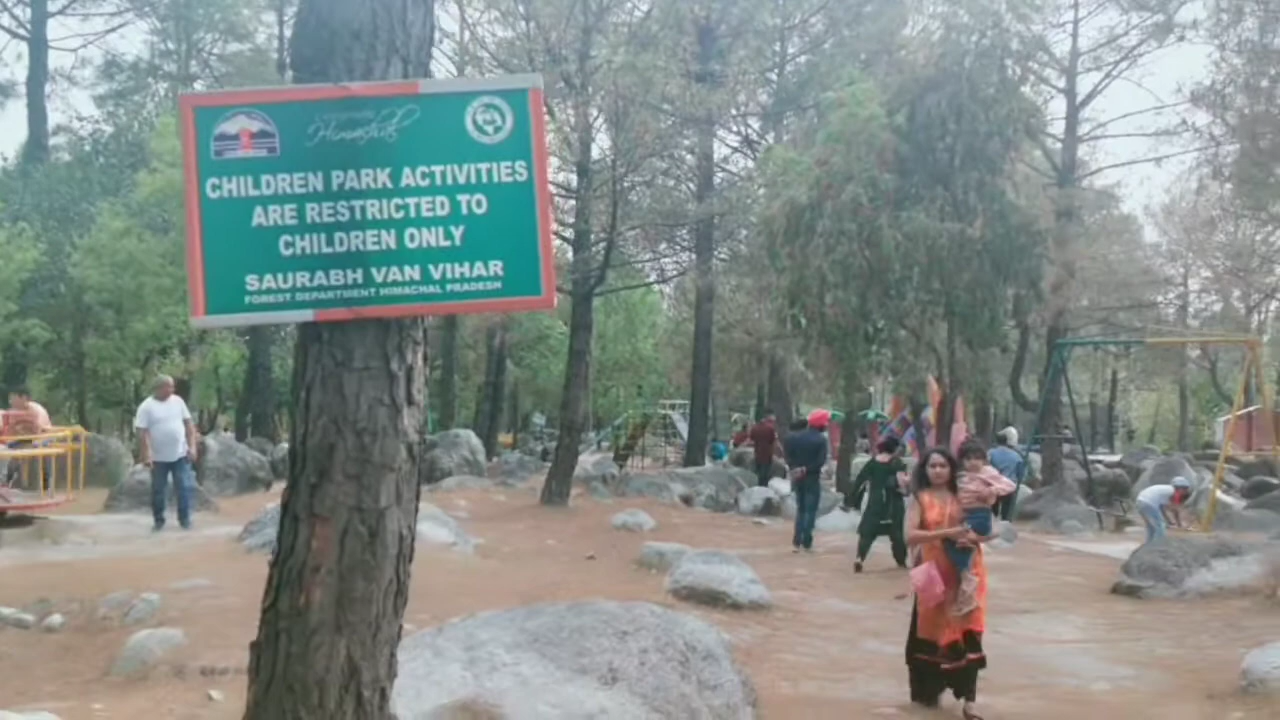 Himachal
CHILDREN PARK ACTIVITIES
ARE RESTRICTED TO
CHILDREN ONLY
SAURABH VAN VIHAR
FOREST DEPARTMENT HIMACHAL PRADESH